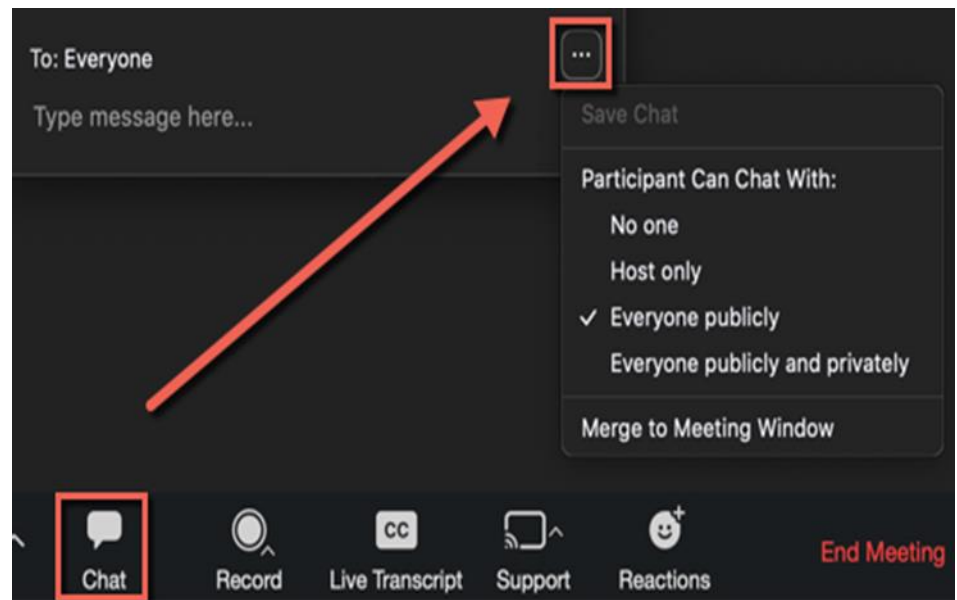 To: Everyone
...
Type message here...
Save Chat
Participant Can Chat With:
No one
Host only
✓ Everyone publicly
Everyone publicly and privately
Merge to Meeting Window
CC
Chat
Record
Live Transcript
Support
Reactions
End Meeting